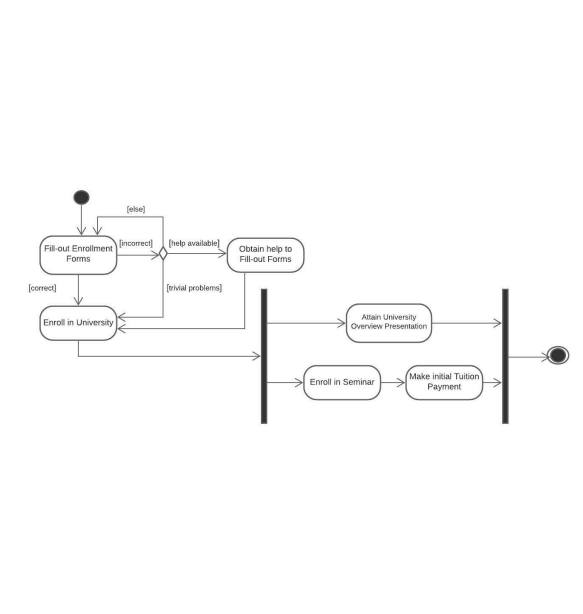 [else]
Fill-out Enrollment
Forms
[incorrect]
[help available]
Obtain help to
Fill-out Forms
[correct]
[trivial problems]
Enroll in University
Attain University
Overview Presentation
Enroll in Seminar
Make initial Tuition
Payment